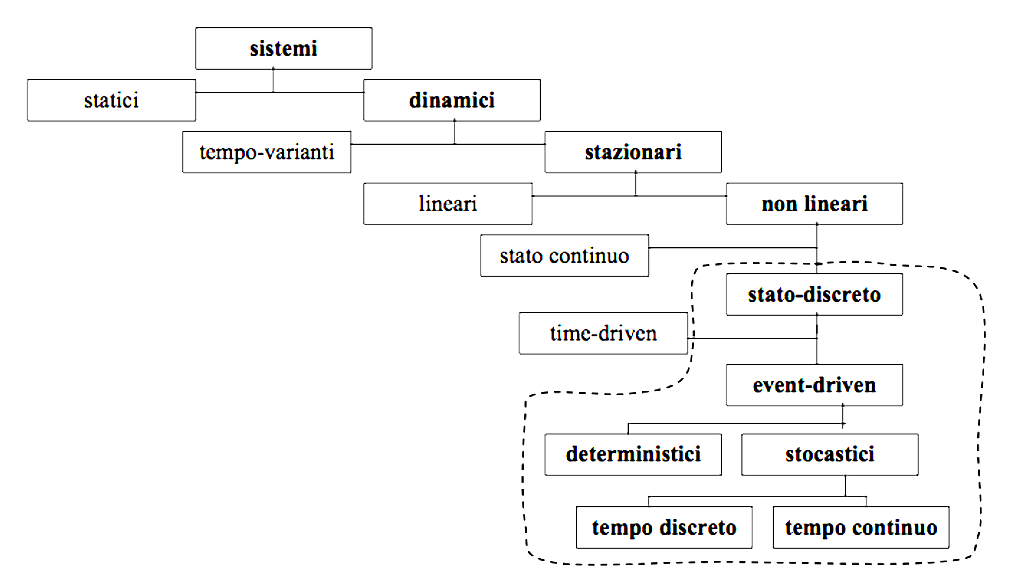 sistemi
statici
dinamici
tempo-varianti
stazionari
lineari
non lineari
stato continuo
stato-discreto
time-driven
event-driven
deterministici
stocastici
tempo discreto
tempo continuo